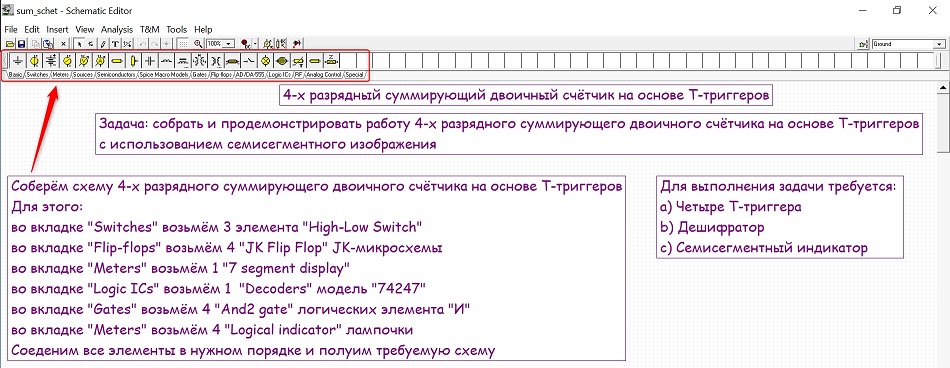 sum_schet - Schematic Editor
File Edit Insert View Analysis T&M Tools Help
100% Ground
Basic Switches Meters Sources Semiconductors Spice Macro Models Gates Flip-flops AD/DA/555 Logic ICs RF Analog Control Special
4-х разрядный суммирующий двоичный счётчик на основе Т-триггеров
Задача: собрать и продемонстрировать работу 4-х разрядного суммирующего двоичного счётчика на основе Т-триггеров
с использованием семисегментного изображения
Соберём схему 4-х разрядного суммирующего двоичного счётчика на основе Т-триггеров
Для этого:
во вкладке "Switches" возьмём 3 элемента "High-Low Switch"
во вкладке "Flip-flops" возьмём 4 "JK Flip Flop" JK-микросхемы
во вкладке "Meters" возьмём 1 "7 segment display"
во вкладке "Logic ICs" возьмём 1 "Decoders" модель "74247"
во вкладке "Gates" возьмём 4 "And2 gate" логических элемента "И"
во вкладке "Meters" возьмём 4 "Logical indicator" лампочки
Соеденим все элементы в нужном порядке и полуим требуемую схему
Для выполнения задачи требуется:
a) Четыре Т-триггера
b) Дешифратор
c) Семисегментный индикатор